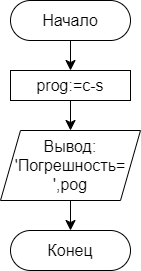 Начало
prog:=c-s
Вывод:
'Погрешность=
',pog
Конец